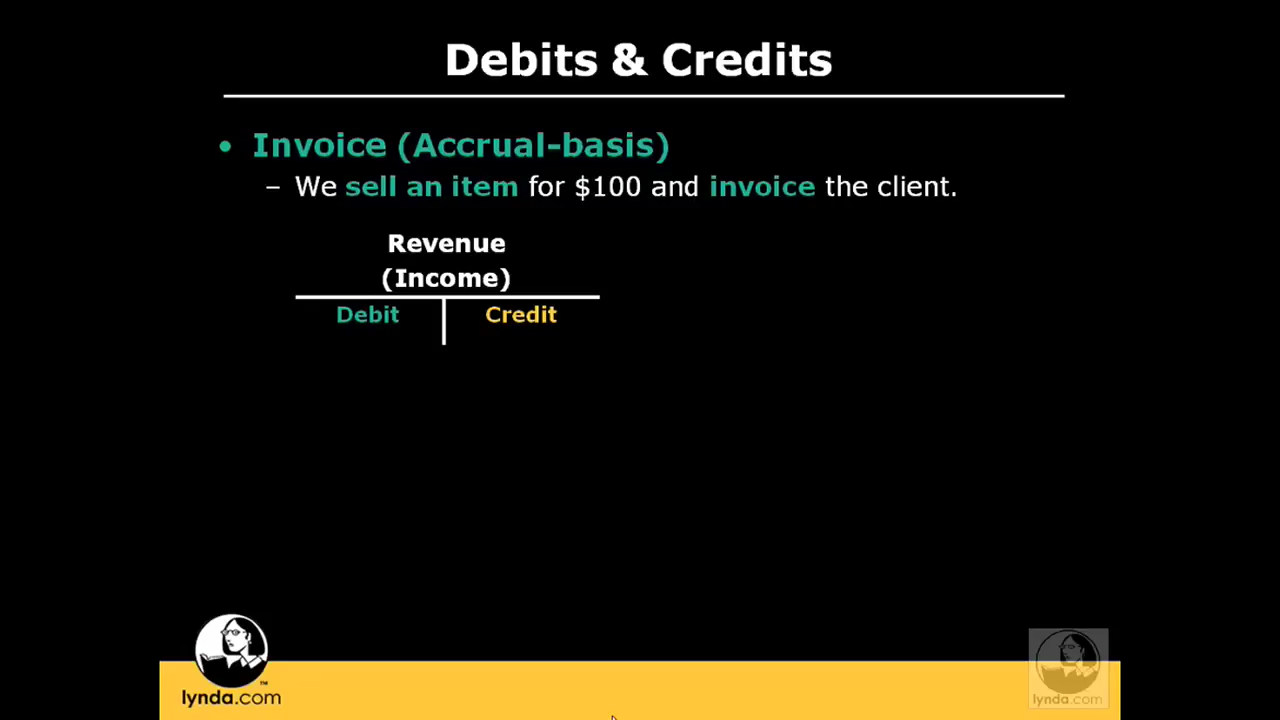 Debits & Credits
• Invoice (Accrual-basis)
– We sell an item for $100 and invoice the client.
Revenue
(Income)
Debit Credit
lynda.com
lynda.com